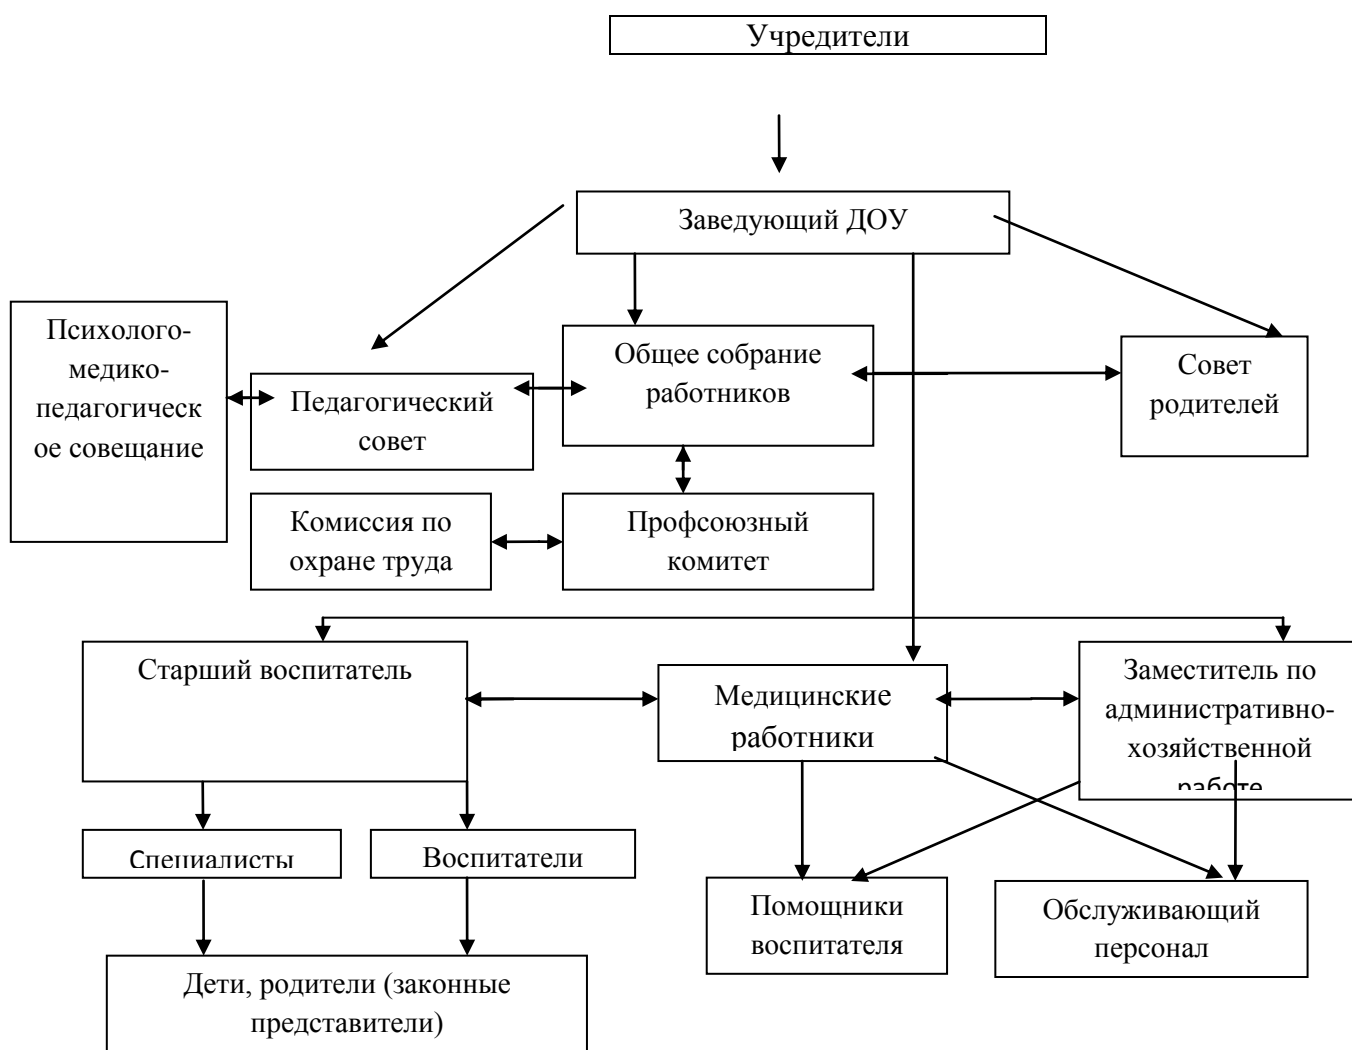 Учредители
Заведующий ДОУ
Психолого-
медико-
педагогическ
ое совещание
Педагогический
совет
Общее собрание
работников
Совет
родителей
Комиссия по
охране труда
Профсоюзный
комитет
Старший воспитатель
Медицинские
работники
Заместитель по
административно-
хозяйственной
работе
Специалисты
Воспитатели
Помощники
воспитателя
Обслуживающий
персонал
Дети, родители (законные
представители)